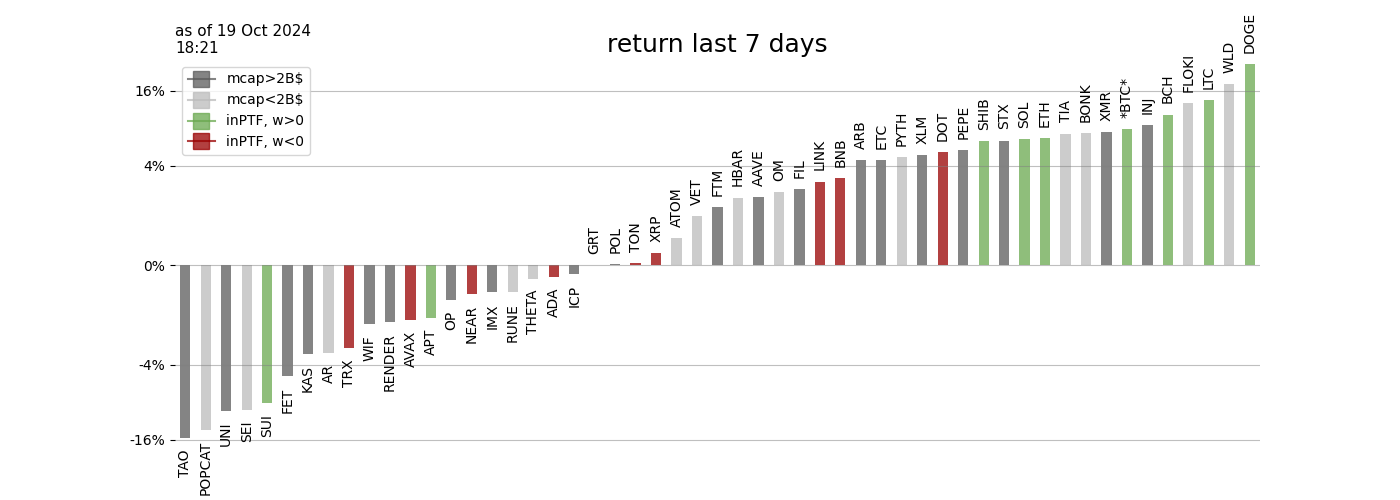 as of 19 Oct 2024
18:21
return last 7 days
mcap>2B$
mcap<2B$
inPTF, w>0
inPTF, w<0
16%
4%
0%
-4%
-16%
TAO
POPCAT
UNI
SEI
SUI
FET
KAS
AR
TRX
WIF
RENDER
AVAX
APT
OP
NEAR
IMX
RUNE
THETA
ADA
ICP
GRT
POL
TON
XRP
ATOM
VET
FTM
HBAR
AAVE
OM
FIL
LINK
BNB
ARB
ETC
PYTH
XLM
DOT
PEPE
SHIB
STX
SOL
ETH
TIA
BONK
XMR
*BTC*
INJ
BCH
FLOKI
LTC
WLD
DOGE